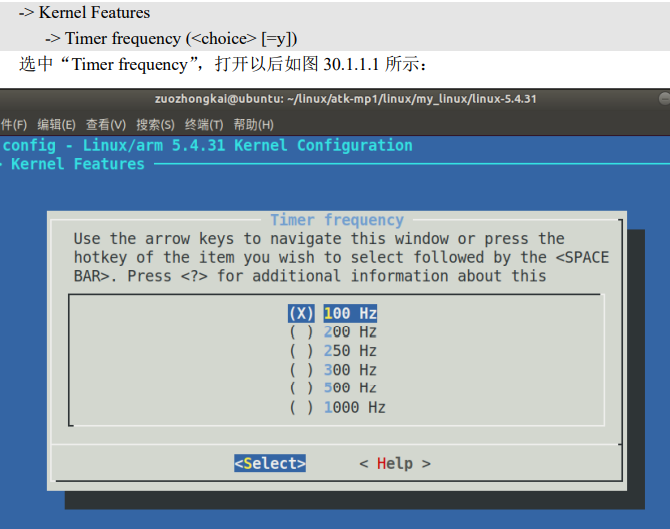 -> Kernel Features
-> Timer frequency (<choice> [=y])
选中“Timer frequency”，打开以后如图 30.1.1.1 所示：
zuozhongkai@ubuntu: ~/linux/atk-mp1/linux/my_linux/linux-5.4.31
件(F) 编辑(E) 查看(V) 搜索(S) 终端(T) 帮助(H)
config - Linux/arm 5.4.31 Kernel Configuration
Kernel Features
Timer frequency
Use the arrow keys to navigate this window or press the
hotkey of the item you wish to select followed by the <SPACE
BAR>. Press <?> for additional information about this
(X) 100 Hz
( ) 200 Hz
( ) 250 Hz
( ) 300 Hz
( ) 500 Hz
( ) 1000 Hz
<Select> < Help >